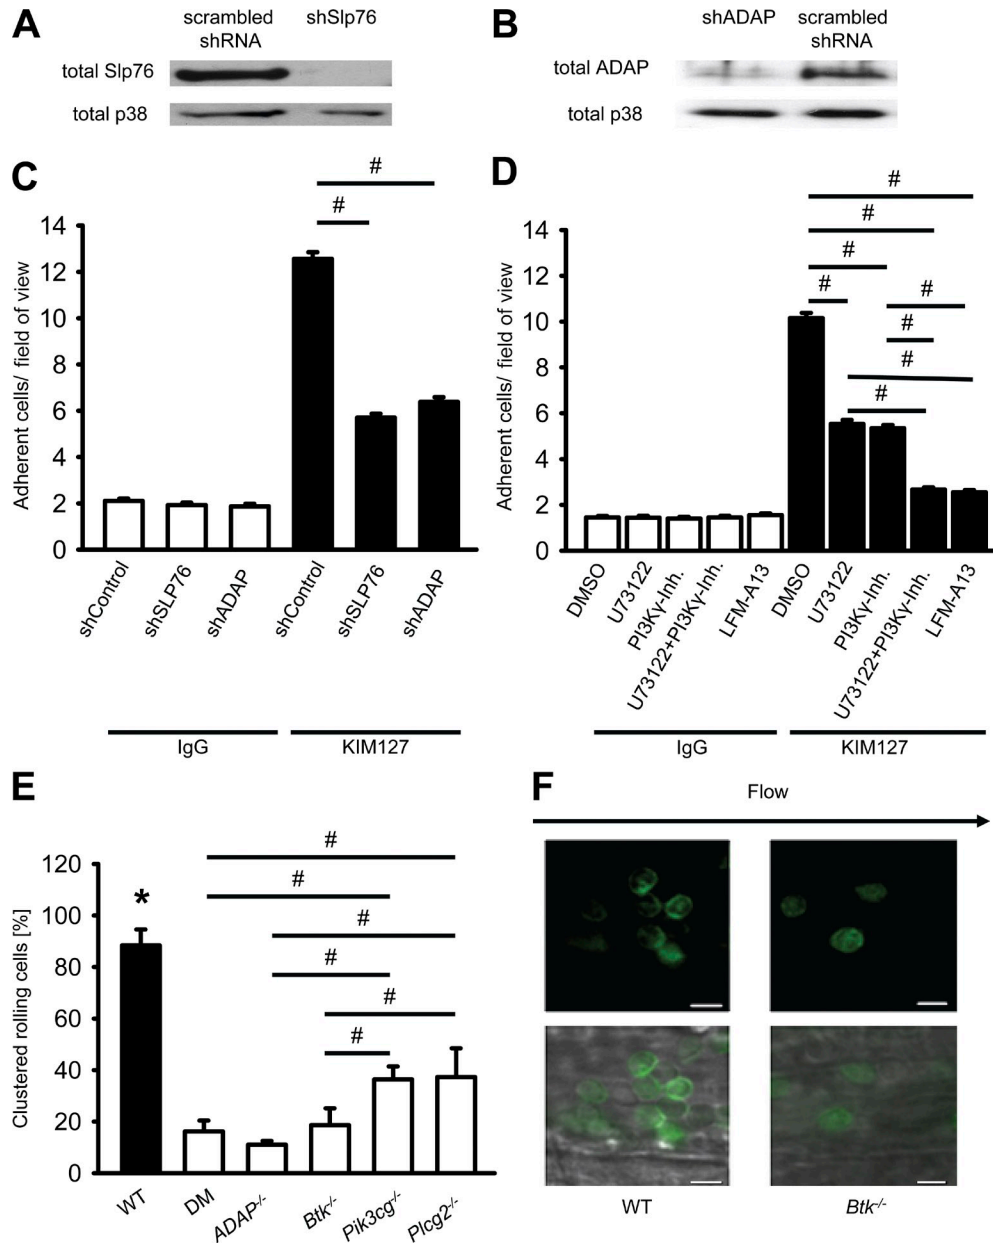 A
scrambled
shRNA
shSlp76
total Slp76
total p38
B
shADAP
scrambled
shRNA
total ADAP
total p38
C
Adherent cells/ field of view
14
12
10
8
6
4
2
0
#
#
shControl
shSLP76
shADAP
shControl
shSLP76
shADAP
IgG
KIM127
D
Adherent cells/ field of view
14
12
10
8
6
4
2
0
#
#
#
#
#
#
#
#
DMSO
U73122
PI3Kγ-Inh.
U73122+PI3Kγ-Inh.
LFM-A13
DMSO
U73122
PI3Kγ-Inh.
U73122+PI3Kγ-Inh.
LFM-A13
IgG
KIM127
E
Clustered rolling cells [%]
120
100
80
60
40
20
0
*
#
#
#
#
#
#
WT
DM
ADAP-/-
Btk-/-
Pik3cg-/-
Plcg2-/-
F
Flow
WT
Btk-/-